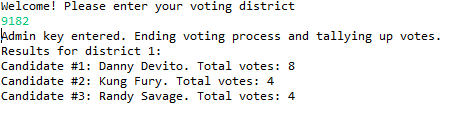 Welcome! Please enter your voting district
9182
Admin key entered. Ending voting process and tallying up votes.
Results for district 1:
Candidate #1: Danny Devito. Total votes: 8
Candidate #2: Kung Fury. Total votes: 4
Candidate #3: Randy Savage. Total votes: 4